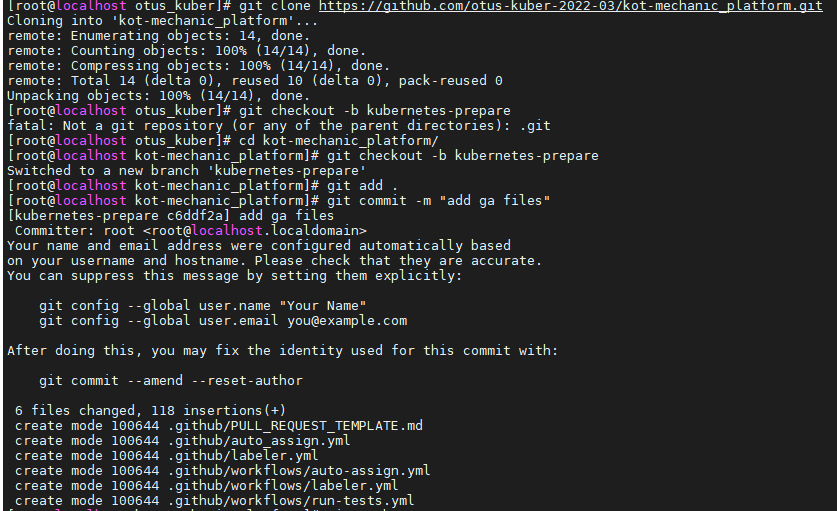 [root@localhost otus_kuber]# git clone https://github.com/otus-kuber-2022-03/kot-mechanic_platform.git
Cloning into 'kot-mechanic_platform'...
remote: Enumerating objects: 14, done.
remote: Counting objects: 100% (14/14), done.
remote: Compressing objects: 100% (14/14), done.
remote: Total 14 (delta 0), reused 10 (delta 0), pack-reused 0
Unpacking objects: 100% (14/14), done.
[root@localhost otus_kuber]# git checkout -b kubernetes-prepare
fatal: Not a git repository (or any of the parent directories): .git
[root@localhost otus_kuber]# cd kot-mechanic_platform/
[root@localhost kot-mechanic_platform]# git checkout -b kubernetes-prepare
Switched to a new branch 'kubernetes-prepare'
[root@localhost kot-mechanic_platform]# git add .
[root@localhost kot-mechanic_platform]# git commit -m "add ga files"
[kubernetes-prepare c6ddf2a] add ga files
 Committer: root <root@localhost.localdomain>
Your name and email address were configured automatically based
on your username and hostname. Please check that they are accurate.
You can suppress this message by setting them explicitly:

    git config --global user.name "Your Name"
    git config --global user.email you@example.com

After doing this, you may fix the identity used for this commit with:

    git commit --amend --reset-author

 6 files changed, 118 insertions(+)
 create mode 100644 .github/PULL_REQUEST_TEMPLATE.md
 create mode 100644 .github/auto_assign.yml
 create mode 100644 .github/labeler.yml
 create mode 100644 .github/workflows/auto-assign.yml
 create mode 100644 .github/workflows/labeler.yml
 create mode 100644 .github/workflows/run-tests.yml